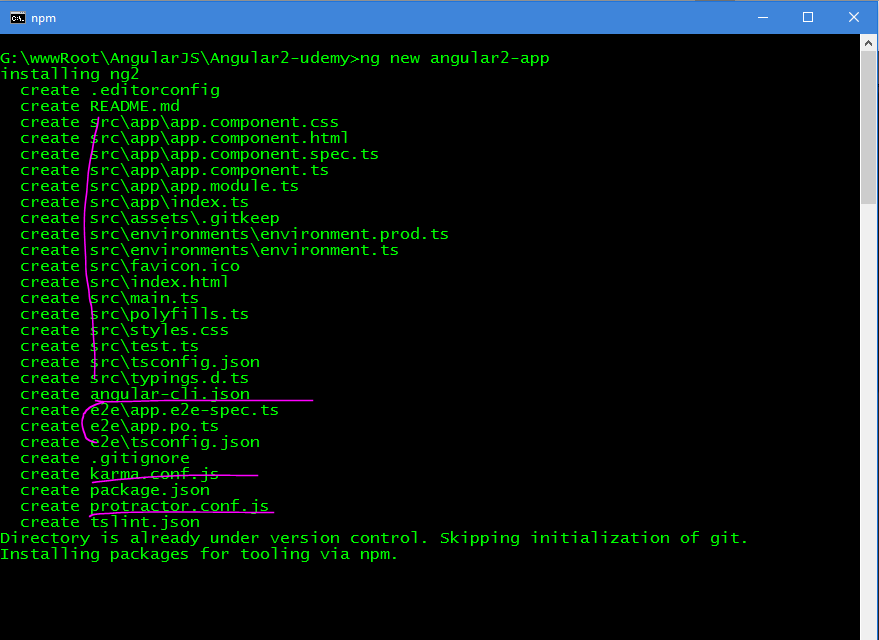 npm
G:\wwwRoot\AngularJS\Angular2-udemy>ng new angular2-app
installing ng2
  create .editorconfig
  create README.md
  create src\app\app.component.css
  create src\app\app.component.html
  create src\app\app.component.spec.ts
  create src\app\app.component.ts
  create src\app\app.module.ts
  create src\app\index.ts
  create src\assets\.gitkeep
  create src\environments\environment.prod.ts
  create src\environments\environment.ts
  create src\favicon.ico
  create src\index.html
  create src\main.ts
  create src\polyfills.ts
  create src\styles.css
  create src\test.ts
  create src\tsconfig.json
  create src\typings.d.ts
  create angular-cli.json
  create e2e\app.e2e-spec.ts
  create e2e\app.po.ts
  create e2e\tsconfig.json
  create .gitignore
  create karma.conf.js
  create package.json
  create protractor.conf.js
  create tslint.json
Directory is already under version control. Skipping initialization of git.
Installing packages for tooling via npm.